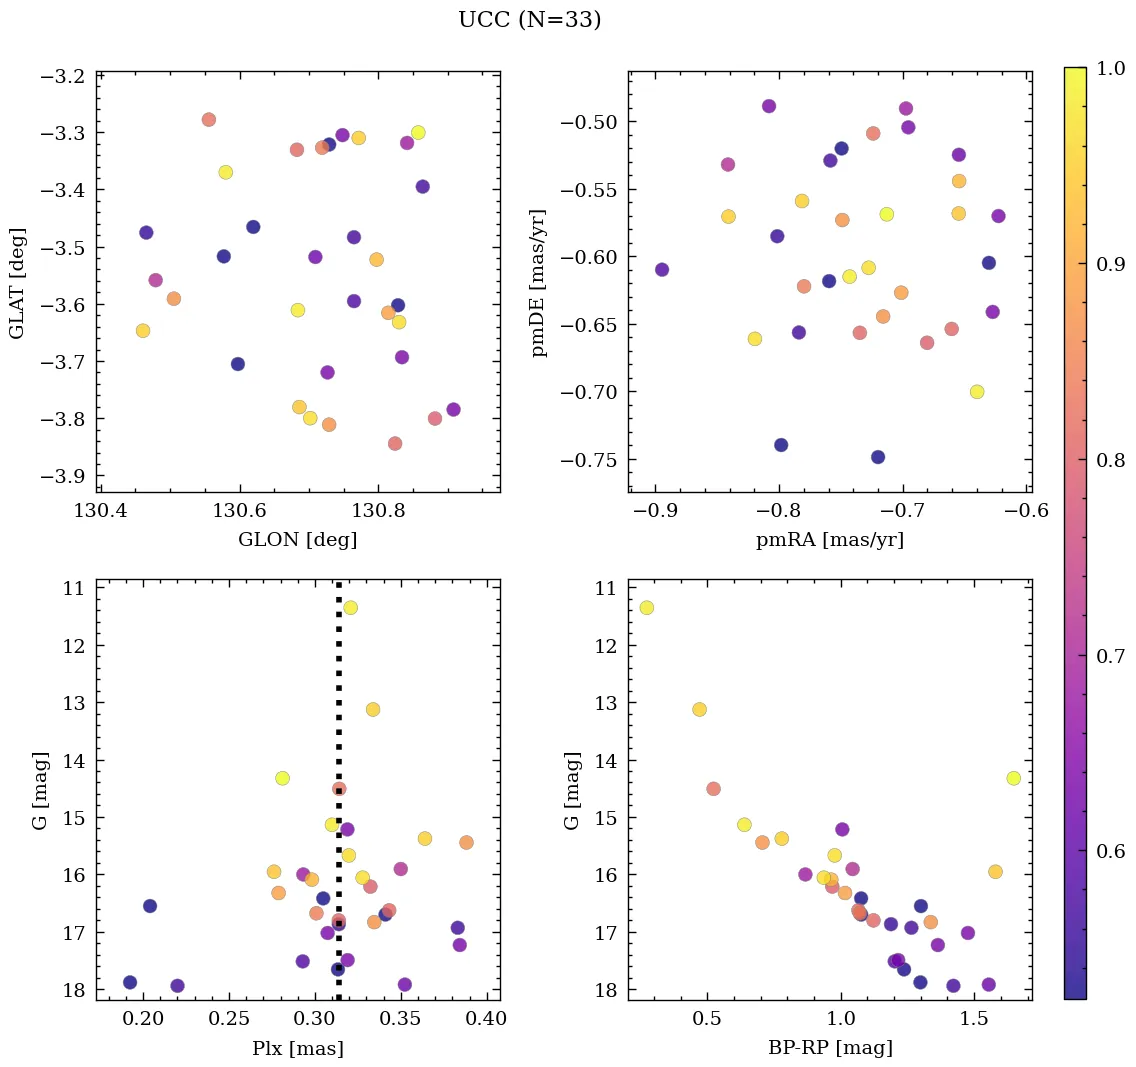 UCC (N=33)
−3.2
−3.3
−3.4
−3.5
−3.6
−3.7
−3.8
−3.9
GLAT [deg]
130.4 130.6 130.8
GLON [deg]
−0.50
−0.55
−0.60
−0.65
−0.70
−0.75
pmDE [mas/yr]
−0.9 −0.8 −0.7 −0.6
pmRA [mas/yr]
11
12
13
14
15
16
17
18
G [mag]
0.20 0.25 0.30 0.35 0.40
Plx [mas]
11
12
13
14
15
16
17
18
G [mag]
0.5 1.0 1.5
BP-RP [mag]
1.0
0.9
0.8
0.7
0.6